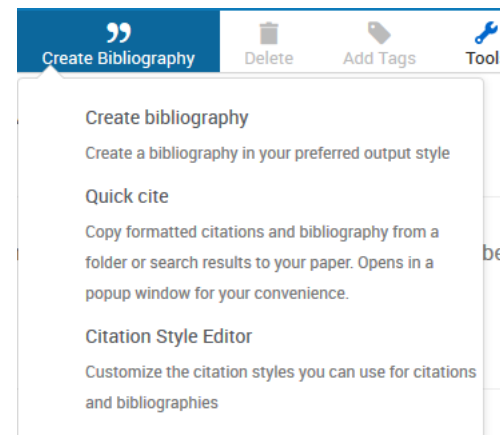 Create Bibliography Delete Add Tags Tool
Create bibliography
Create a bibliography in your preferred output style
Quick cite
Copy formatted citations and bibliography from a
folder or search results to your paper. Opens in a
popup window for your convenience.
Citation Style Editor
Customize the citation styles you can use for citations
and bibliographies